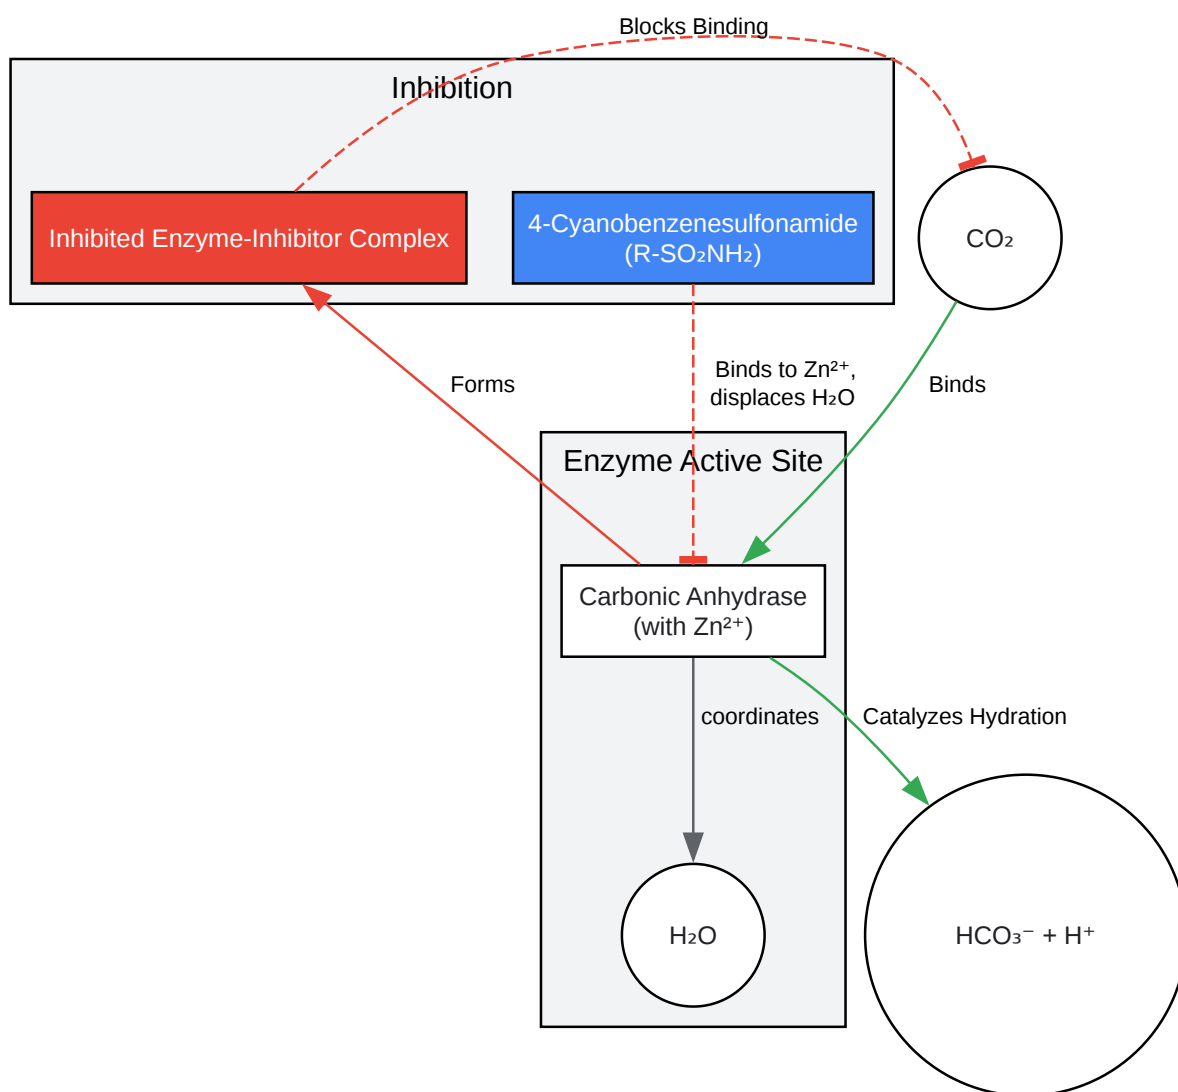 Blocks Binding
Inhibition
Inhibited Enzyme-Inhibitor Complex
4-Cyanobenzenesulfonamide
(R-SO₂NH₂)
CO₂
Forms
Binds to Zn²⁺,
displaces H₂O
Binds
Enzyme Active Site
Carbonic Anhydrase
(with Zn²⁺)
coordinates
Catalyzes Hydration
H₂O
HCO₃⁻ + H⁺